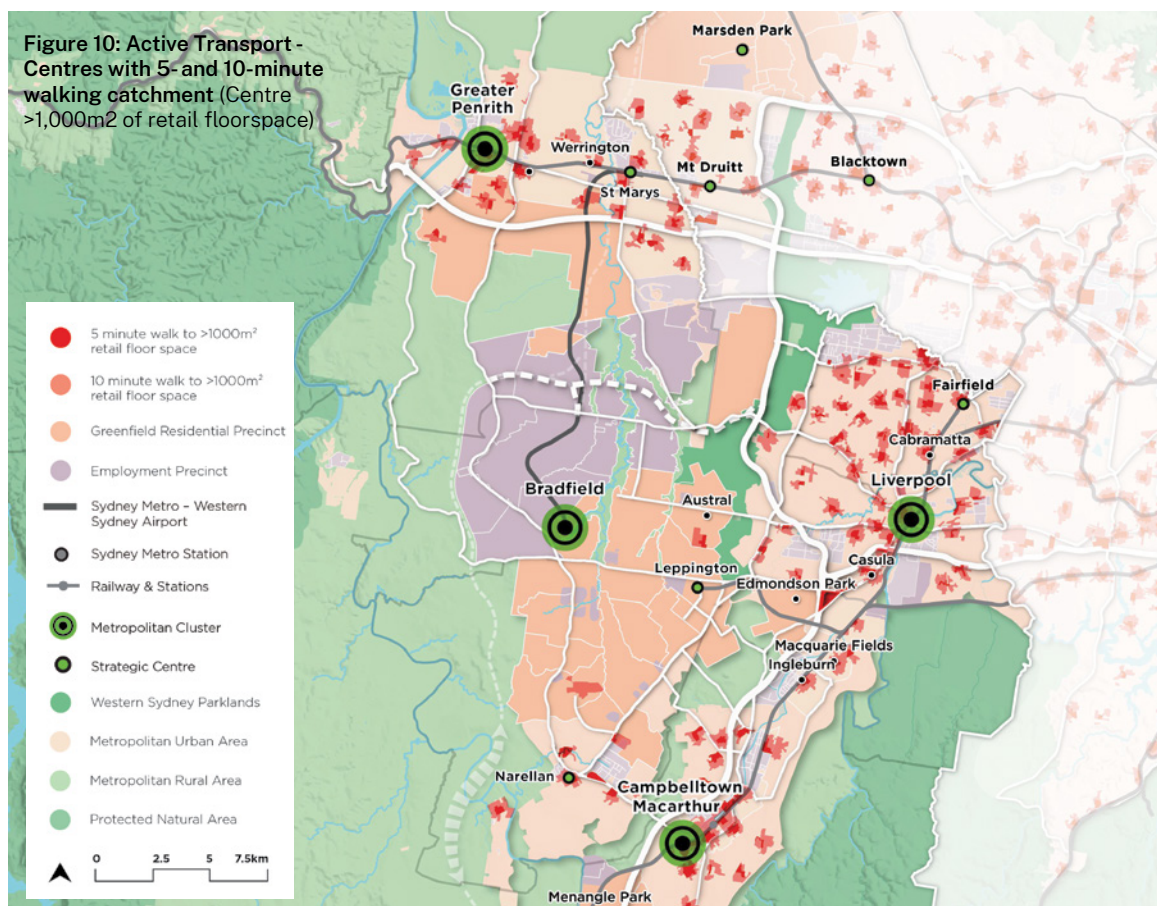 Figure 10: Active Transport -
Centres with 5- and 10-minute
walking catchment (Centre
>1,000m2 of retail floorspace)
Marsden Park
Greater
Penrith
Werrington
St Marys
Mt Druitt
Blacktown
Fairfield
Cabramatta
Liverpool
Bradfield
Austral
Casula
Leppington
Edmondson Park
Macquarie Fields
Ingleburn
Narellan
Campbelltown
Macarthur
Menangle Park
5 minute walk to >1000m²
retail floor space
10 minute walk to >1000m²
retail floor space
Greenfield Residential Precinct
Employment Precinct
Sydney Metro – Western
Sydney Airport
Sydney Metro Station
Railway & Stations
Metropolitan Cluster
Strategic Centre
Western Sydney Parklands
Metropolitan Urban Area
Metropolitan Rural Area
Protected Natural Area
0 2.5 5 7.5km